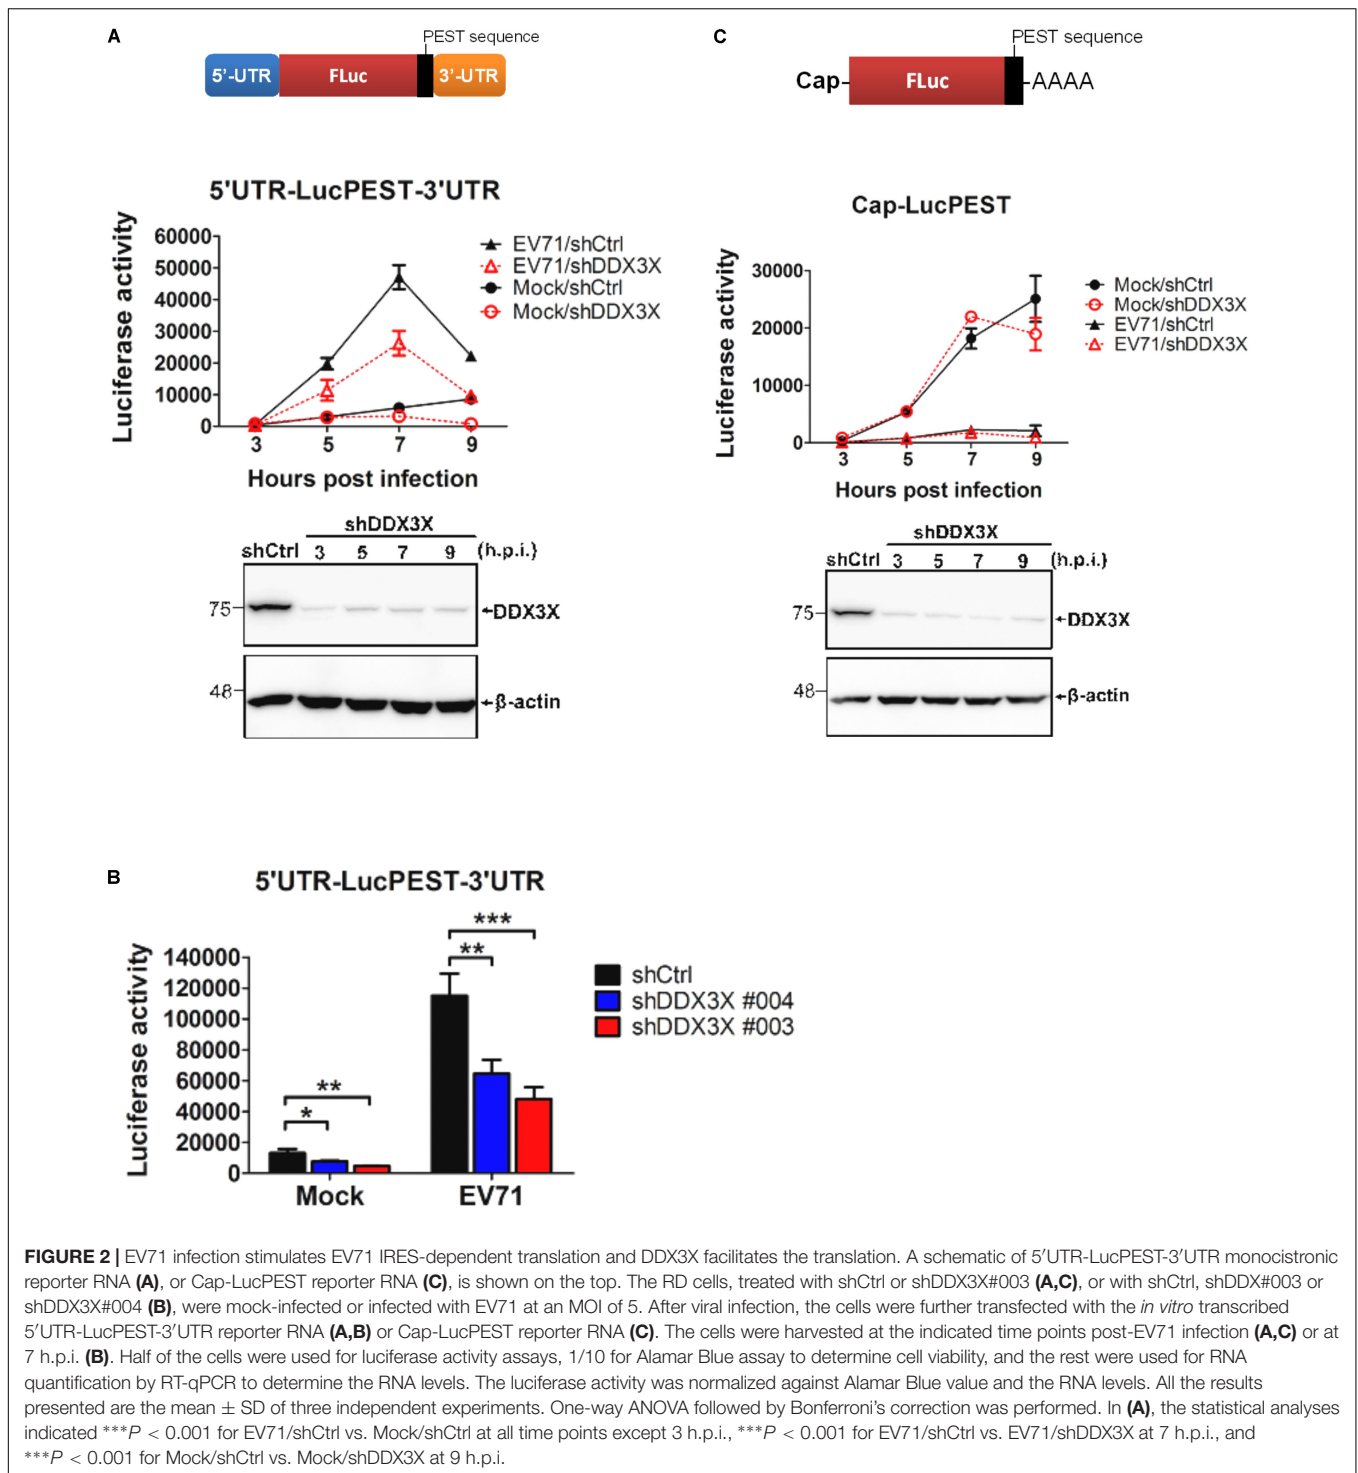 A
PEST sequence
5'-UTR FLuc 3'-UTR
5'UTR-LucPEST-3'UTR
Luciferase activity
60000
50000
40000
30000
20000
10000
0
3 5 7 9
Hours post infection
EV71/shCtrl
EV71/shDDX3X
Mock/shCtrl
Mock/shDDX3X
shDDX3X
shCtrl 3 5 7 9 (h.p.i.)
75 DDX3X
48 β-actin
C
PEST sequence
Cap FLuc AAAA
Cap-LucPEST
Luciferase activity
30000
20000
10000
0
3 5 7 9
Hours post infection
Mock/shCtrl
Mock/shDDX3X
EV71/shCtrl
EV71/shDDX3X
shDDX3X
shCtrl 3 5 7 9 (h.p.i.)
75 DDX3X
48 β-actin
B
5'UTR-LucPEST-3'UTR
Luciferase activity
140000
120000
100000
80000
60000
40000
20000
0
*
**
**
***
Mock EV71
shCtrl
shDDX3X #004
shDDX3X #003
FIGURE 2 | EV71 infection stimulates EV71 IRES-dependent translation and DDX3X facilitates the translation. A schematic of 5′UTR-LucPEST-3′UTR monocistronic
reporter RNA (A), or Cap-LucPEST reporter RNA (C), is shown on the top. The RD cells, treated with shCtrl or shDDX3X#003 (A,C), or with shCtrl, shDDX#003 or
shDDX3X#004 (B), were mock-infected or infected with EV71 at an MOI of 5. After viral infection, the cells were further transfected with the in vitro transcribed
5′UTR-LucPEST-3′UTR reporter RNA (A,B) or Cap-LucPEST reporter RNA (C). The cells were harvested at the indicated time points post-EV71 infection (A,C) or at
7 h.p.i. (B). Half of the cells were used for luciferase activity assays, 1/10 for Alamar Blue assay to determine cell viability, and the rest were used for RNA
quantification by RT-qPCR to determine the RNA levels. The luciferase activity was normalized against Alamar Blue value and the RNA levels. All the results
presented are the mean ± SD of three independent experiments. One-way ANOVA followed by Bonferroni's correction was performed. In (A), the statistical analyses
indicated ***P < 0.001 for EV71/shCtrl vs. Mock/shCtrl at all time points except 3 h.p.i., ***P < 0.001 for EV71/shCtrl vs. EV71/shDDX3X at 7 h.p.i., and
***P < 0.001 for Mock/shCtrl vs. Mock/shDDX3X at 9 h.p.i.